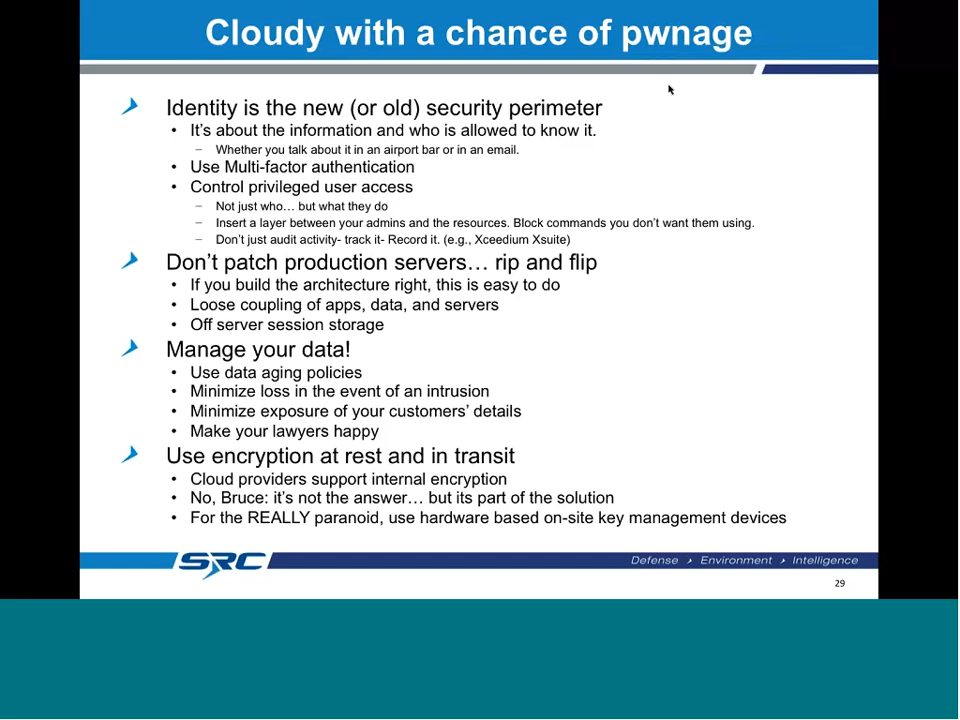 Cloudy with a chance of pwnage
Identity is the new (or old) security perimeter
• It’s about the information and who is allowed to know it.
– Whether you talk about it in an airport bar or in an email.
• Use Multi-factor authentication
• Control privileged user access
– Not just who… but what they do
– Insert a layer between your admins and the resources. Block commands you don’t want them using.
– Don’t just audit activity- track it- Record it. (e.g., Xceedium Xsuite)
Don’t patch production servers… rip and flip
• If you build the architecture right, this is easy to do
• Loose coupling of apps, data, and servers
• Off server session storage
Manage your data!
• Use data aging policies
• Minimize loss in the event of an intrusion
• Minimize exposure of your customers’ details
• Make your lawyers happy
Use encryption at rest and in transit
• Cloud providers support internal encryption
• No, Bruce: it’s not the answer… but its part of the solution
• For the REALLY paranoid, use hardware based on-site key management devices
SRC
Defense Environment Intelligence
29